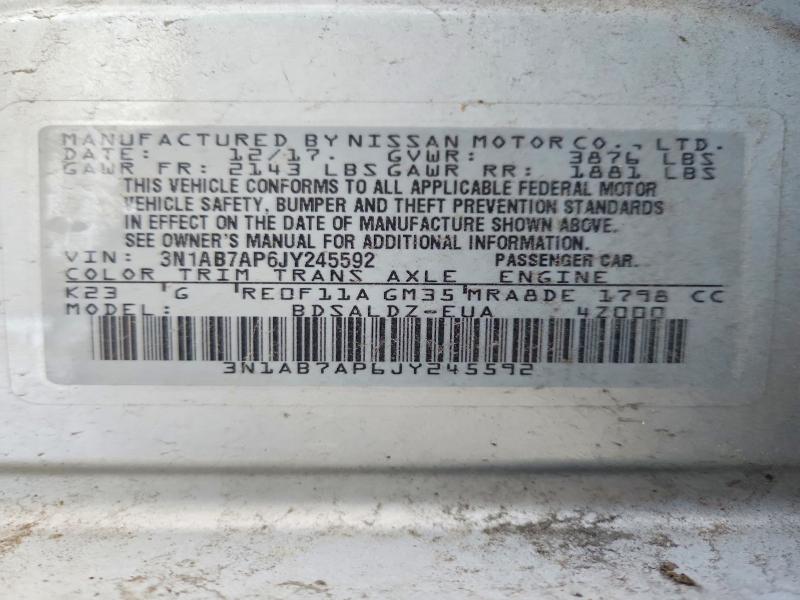 MANUFACTURED BY NISSAN MOTOR CO., LTD.
DATE: 12/17. GVWR: 3876 LBS
GAWR FR: 2143 LBS GAWR RR: 1881 LBS
THIS VEHICLE CONFORMS TO ALL APPLICABLE FEDERAL MOTOR
VEHICLE SAFETY, BUMPER AND THEFT PREVENTION STANDARDS
IN EFFECT ON THE DATE OF MANUFACTURE SHOWN ABOVE.
SEE OWNER'S MANUAL FOR ADDITIONAL INFORMATION.
VIN: 3N1AB7AP6JY245592 PASSENGER CAR.
COLOR TRIM TRANS AXLE ENGINE
K23 G RE0F11A GM35 MRA8DE 1798 CC
MODEL: BDSALDZ-EUA 4Z000
3N1AB7AP6JY245592